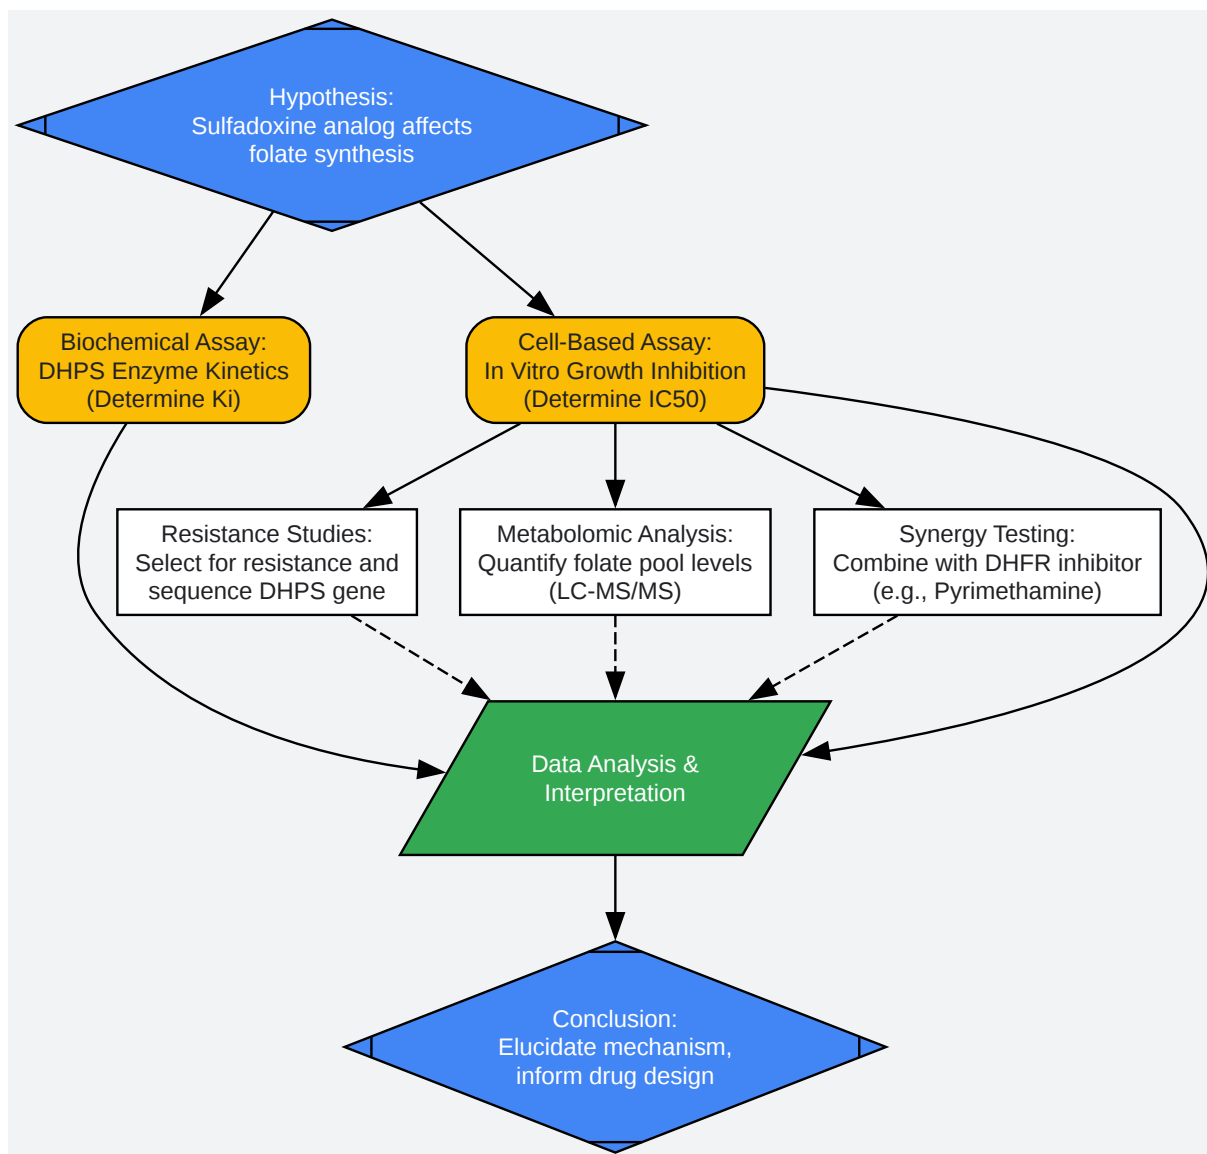 Hypothesis:
Sulfadoxine analog affects
folate synthesis
Biochemical Assay:
DHPS Enzyme Kinetics
(Determine Ki)
Cell-Based Assay:
In Vitro Growth Inhibition
(Determine IC50)
Resistance Studies:
Select for resistance and
sequence DHPS gene
Metabolomic Analysis:
Quantify folate pool levels
(LC-MS/MS)
Synergy Testing:
Combine with DHFR inhibitor
(e.g., Pyrimethamine)
Data Analysis &
Interpretation
Conclusion:
Elucidate mechanism,
inform drug design